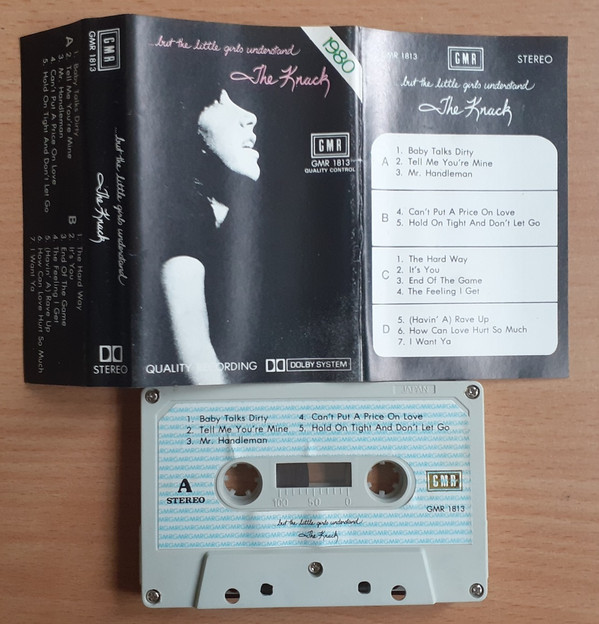 A
1. Baby Talks Dirty
2. Tell Me You're Mine
3. Mr. Handleman
4. Can't Put A Price On Love
5. Hold On Tight And Don't Let Go
B
1. The Hard Way
2. It's You
3. End Of The Game
4. The Feeling I Get
5. (Havin' A) Rave Up
6. How Can Love Hurt So Much
7. I Want Ya
GMR
GMR 1813
...but the little girls understand
The Knack
STEREO
...but the little girls understand
The Knack
1980
GMR
GMR 1813
QUALITY CONTROL
QUALITY RECORDING
DOLBY SYSTEM
GMR 1813
GMR
STEREO
...but the little girls understand
The Knack
A
1. Baby Talks Dirty
2. Tell Me You're Mine
3. Mr. Handleman
B
4. Can't Put A Price On Love
5. Hold On Tight And Don't Let Go
C
1. The Hard Way
2. It's You
3. End Of The Game
4. The Feeling I Get
D
5. (Havin' A) Rave Up
6. How Can Love Hurt So Much
7. I Want Ya
JAPAN
1. Baby Talks Dirty
2. Tell Me You're Mine
3. Mr. Handleman
4. Can't Put A Price On Love
5. Hold On Tight And Don't Let Go
A
STEREO
100 50 0
GMR
GMR 1813
...but the little girls understand
The Knack